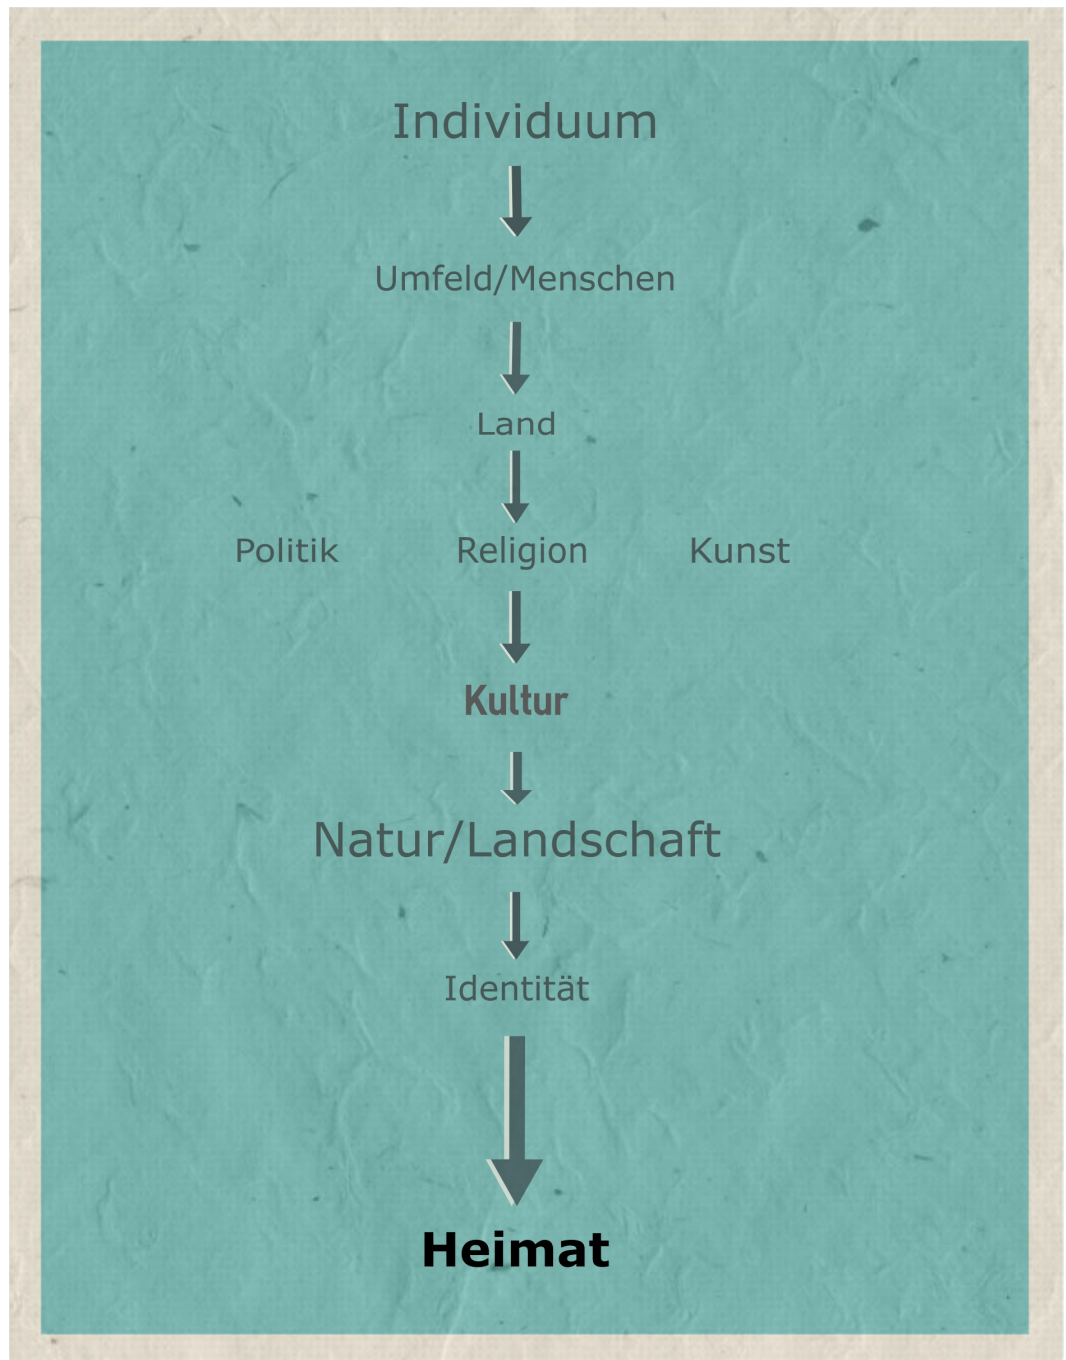 Individuum
Umfeld/Menschen
Land
Politik Religion Kunst
Kultur
Natur/Landschaft
Identität
Heimat